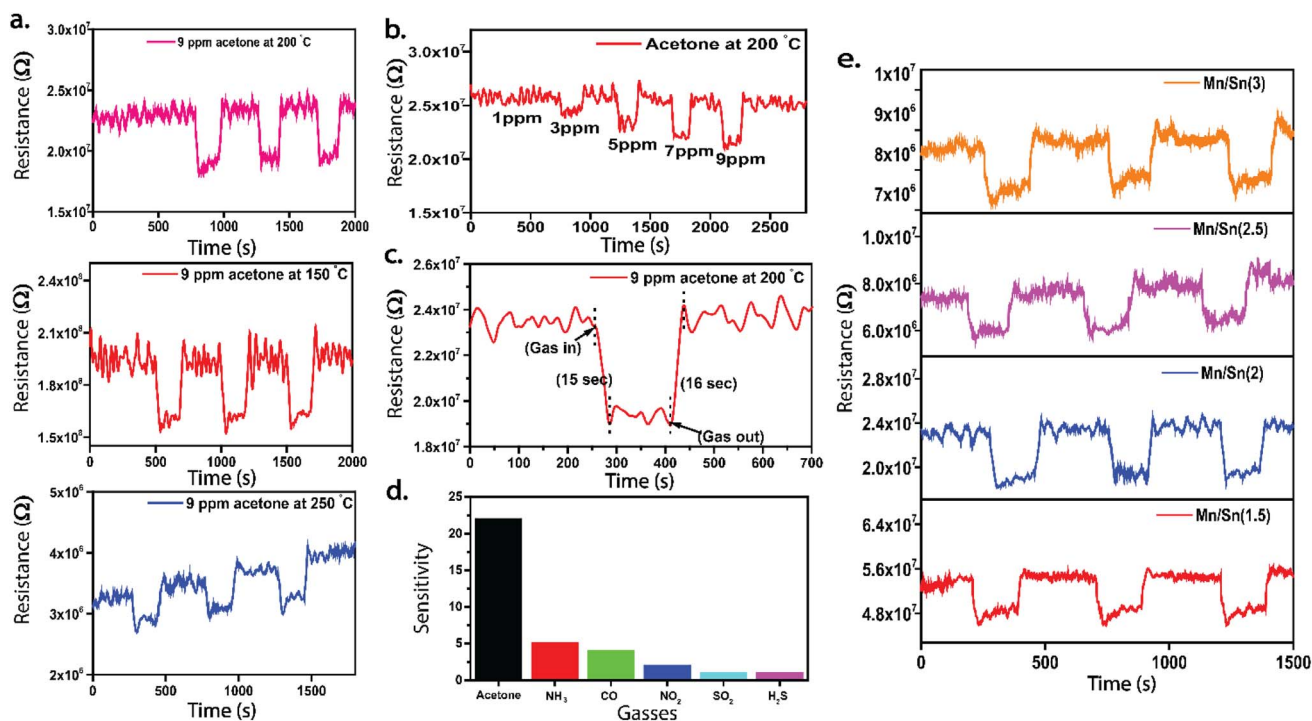 a.
9 ppm acetone at 200 °C
Resistance (Ω)
3.0x10⁷
2.5x10⁷
2.0x10⁷
1.5x10⁷
0 500 1000 1500 2000
Time (s)
9 ppm acetone at 150 °C
Resistance (Ω)
2.4x10⁸
2.1x10⁸
1.8x10⁸
1.5x10⁸
0 500 1000 1500 2000
Time (s)
9 ppm acetone at 250 °C
Resistance (Ω)
5x10⁶
4x10⁶
3x10⁶
2x10⁶
0 500 1000 1500
Time (s)
b.
Acetone at 200 °C
Resistance (Ω)
3.0x10⁷
2.5x10⁷
2.0x10⁷
1.5x10⁷
1ppm
3ppm
5ppm
7ppm
9ppm
0 500 1000 1500 2000 2500
Time (s)
c.
9 ppm acetone at 200 °C
Resistance (Ω)
2.6x10⁷
2.4x10⁷
2.2x10⁷
2.0x10⁷
1.8x10⁷
(Gas in)
(15 sec)
(16 sec)
(Gas out)
0 100 200 300 400 500 600 700
Time (s)
d.
Sensitivity
25
20
15
10
5
0
Acetone NH₃ CO NO₂ SO₂ H₂S
Gasses
e.
Resistance (Ω)
Mn/Sn(3)
1x10⁷
9x10⁶
8x10⁶
7x10⁶
Mn/Sn(2.5)
1.0x10⁷
8.0x10⁶
6.0x10⁶
Mn/Sn(2)
2.8x10⁷
2.4x10⁷
2.0x10⁷
Mn/Sn(1.5)
6.4x10⁷
5.6x10⁷
4.8x10⁷
0 500 1000 1500
Time (s)